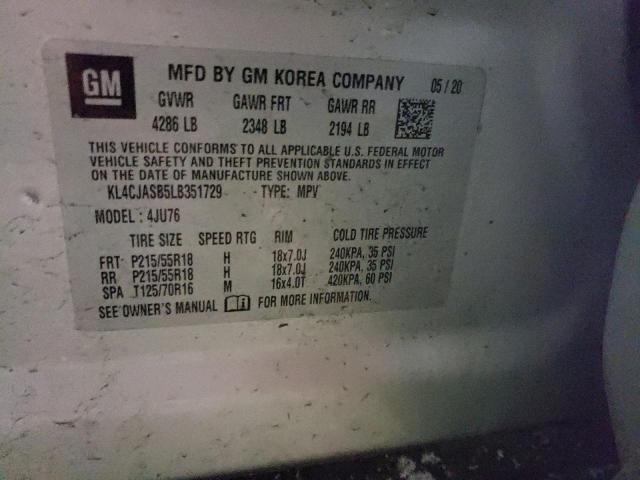 GM MFD BY GM KOREA COMPANY 05/20
GVWR GAWR FRT GAWR RR
4286 LB 2348 LB 2194 LB
THIS VEHICLE CONFORMS TO ALL APPLICABLE U.S. FEDERAL MOTOR
VEHICLE SAFETY AND THEFT PREVENTION STANDARDS IN EFFECT
ON THE DATE OF MANUFACTURE SHOWN ABOVE.
KL4CJASB5LB351729 TYPE: MPV
MODEL: 4JU76
TIRE SIZE SPEED RTG RIM COLD TIRE PRESSURE
FRT P215/55R18 H 18x7.0J 240KPA, 35 PSI
RR P215/55R18 H 18x7.0J 240KPA, 35 PSI
SPA T125/70R16 M 16x4.0T 420KPA, 60 PSI
SEE OWNER'S MANUAL FOR MORE INFORMATION.